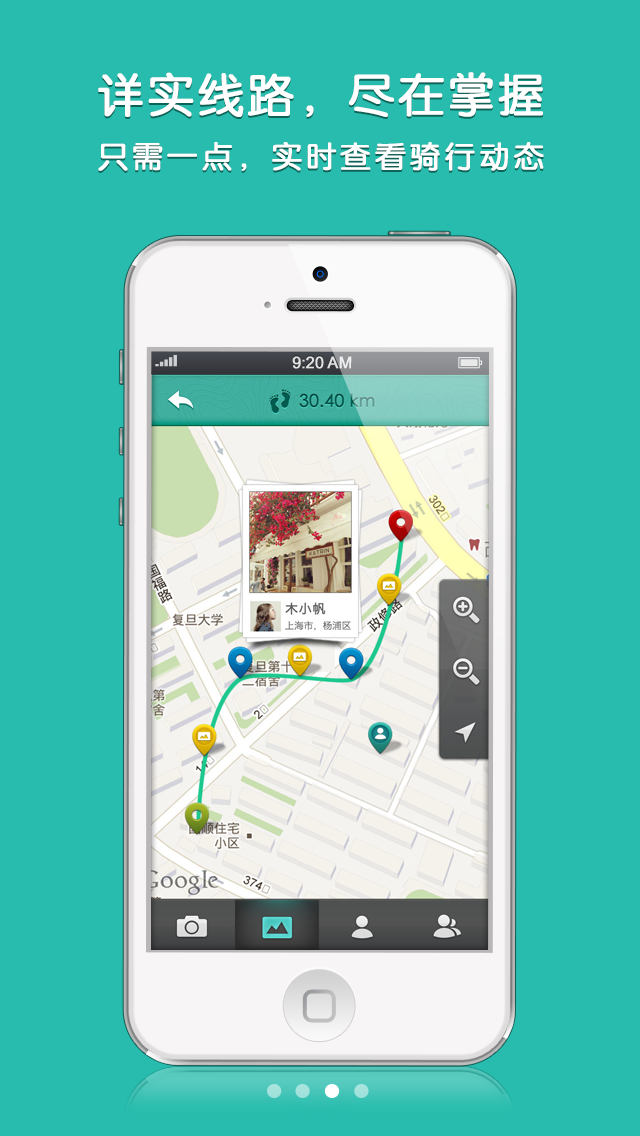 详实线路，尽在掌握
只需一点，实时查看骑行动态
9:20 AM
30.40 km
302
国福路
KATRIN
木小帆
上海市，杨浦区
复旦大学
政修路
复旦第十
二宿舍
第
舍
2
国顺住宅
小区
Google
374